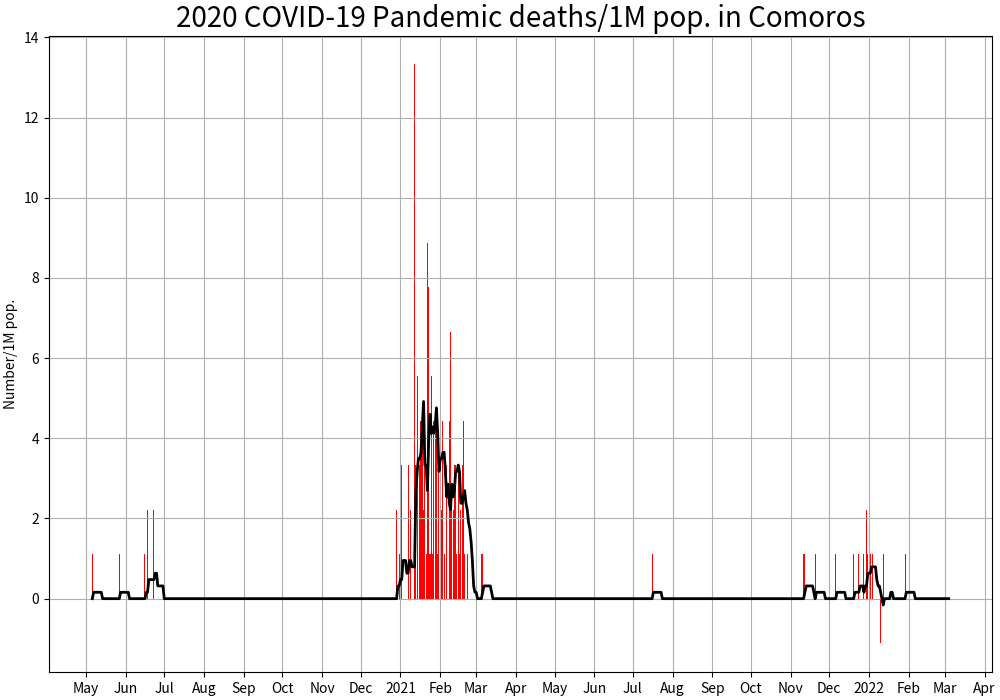 2020 COVID-19 Pandemic deaths/1M pop. in Comoros
Number/1M pop.
14
12
10
8
6
4
2
0
May Jun Jul Aug Sep Oct Nov Dec 2021 Feb Mar Apr May Jun Jul Aug Sep Oct Nov Dec 2022 Feb Mar Apr